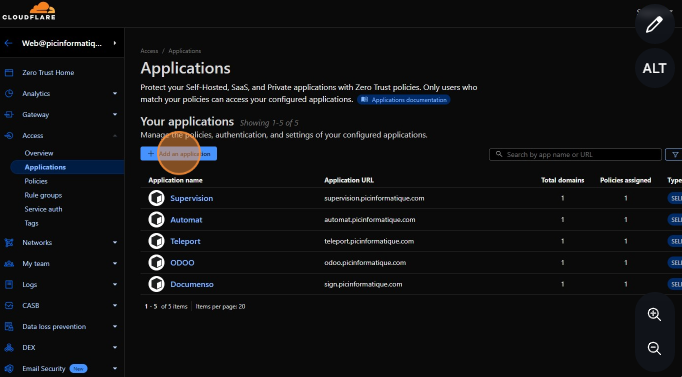 CLOUDFLARE
Web@picinformatiq...
Zero Trust Home
Analytics
Gateway
Access
Overview
Applications
Policies
Rule groups
Service auth
Tags
Networks
My team
Logs
CASB
Data loss prevention
DEX
Email Security New
Access / Applications
Applications
Protect your Self-Hosted, SaaS, and Private applications with Zero Trust policies. Only users who
match your policies can access your configured applications. Applications documentation
Your applications Showing 1-5 of 5
Manage the policies, authentication, and settings of your configured applications.
+ Add an application
Search by app name or URL
Application name Application URL Total domains Policies assigned Type
Supervision supervision.picinformatique.com 1 1 SEL
Automat automat.picinformatique.com 1 1 SEL
Teleport teleport.picinformatique.com 1 1 SEL
ODOO odoo.picinformatique.com 1 1 SEL
Documenso sign.picinformatique.com 1 1 SEL
1 - 5 of 5 items Items per page: 20
ALT